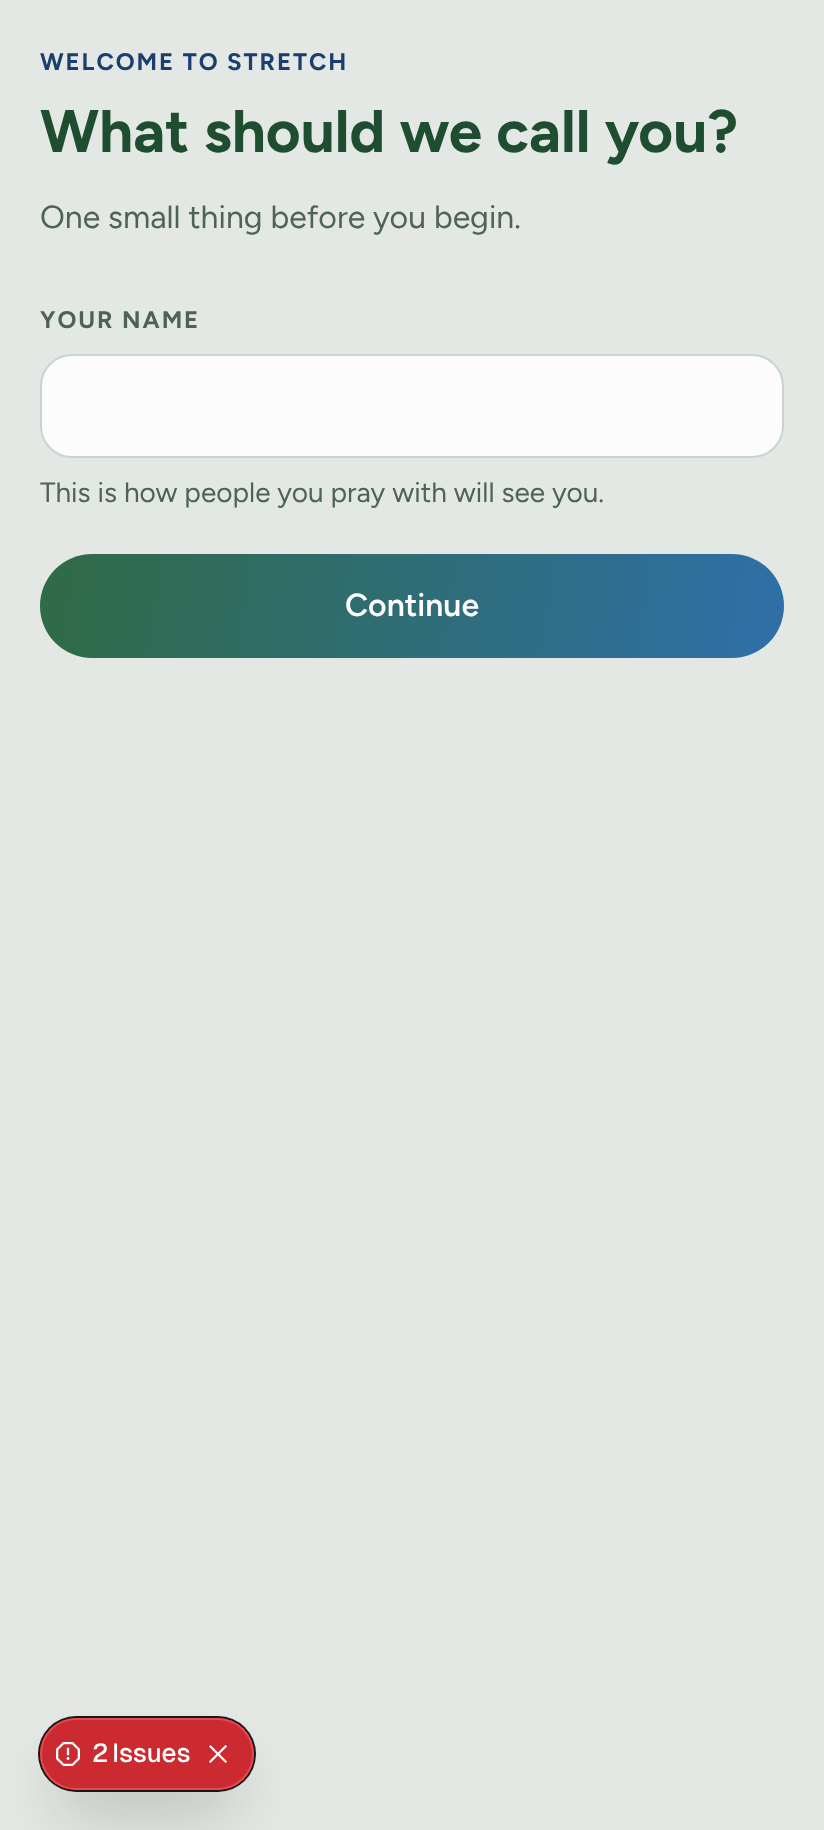 WELCOME TO STRETCH
What should we call you?
One small thing before you begin.
YOUR NAME
This is how people you pray with will see you.
Continue
2 Issues